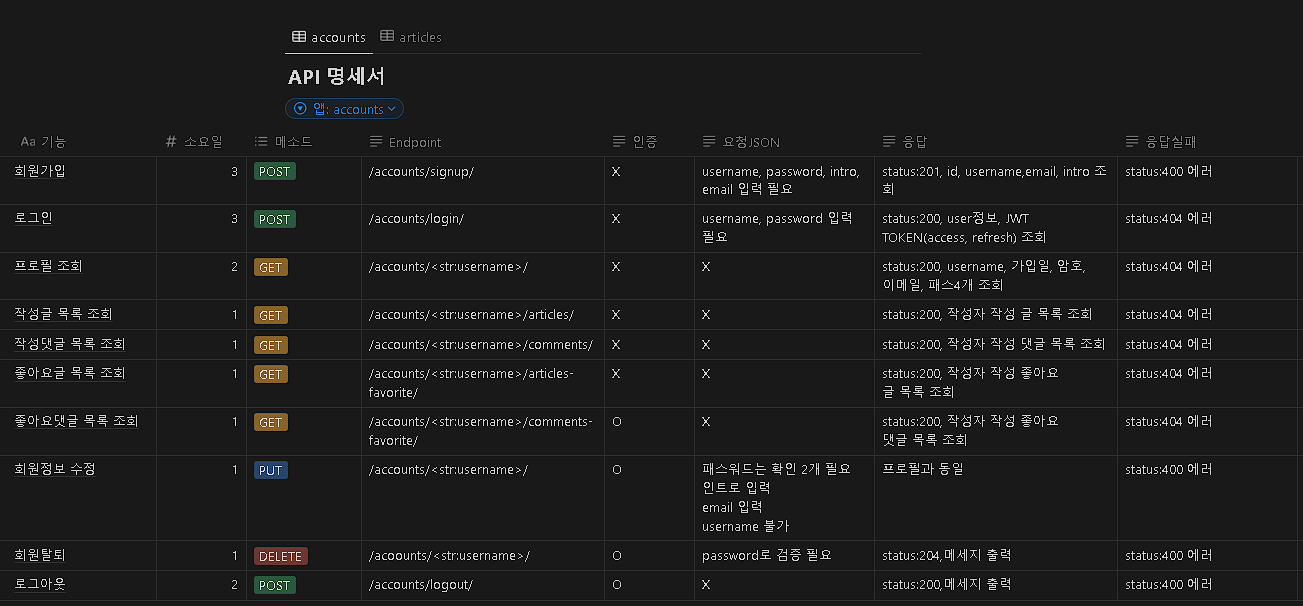 accounts articles
API 명세서
앱: accounts
Aa 기능 # 소요일 메소드 Endpoint 인증 요청JSON 응답 응답실패
회원가입 3 POST /accounts/signup/ X username, password, intro, status:201, id, username,email, intro 조 status:400 에러
email 입력 필요 회
로그인 3 POST /accounts/login/ X username, password 입력 status:200, user정보, JWT status:404 에러
필요 TOKEN(access, refresh) 조회
프로필 조회 2 GET /accounts/<str:username>/ X X status:200, username, 가입일, 암호, status:404 에러
이메일, 패스4개 조회
작성글 목록 조회 1 GET /accounts/<str:username>/articles/ X X status:200, 작성자 작성 글 목록 조회 status:404 에러
작성댓글 목록 조회 1 GET /accounts/<str:username>/comments/ X X status:200, 작성자 작성 댓글 목록 조회 status:404 에러
좋아요글 목록 조회 1 GET /accounts/<str:username>/articles- X X status:200, 작성자 작성 좋아요 status:404 에러
favorite/ 글 목록 조회
좋아요댓글 목록 조회 1 GET /accounts/<str:username>/comments- O X status:200, 작성자 작성 좋아요 status:404 에러
favorite/ 댓글 목록 조회
회원정보 수정 1 PUT /accounts/<str:username>/ O 패스워드는 확인 2개 필요 프로필과 동일 status:400 에러
인트로 입력
email 입력
username 불가
회원탈퇴 1 DELETE /acoounts/<str:username>/ O password로 검증 필요 status:204,메세지 출력 status:400 에러
로그아웃 2 POST /accounts/logout/ O X status:200,메세지 출력 status:400 에러